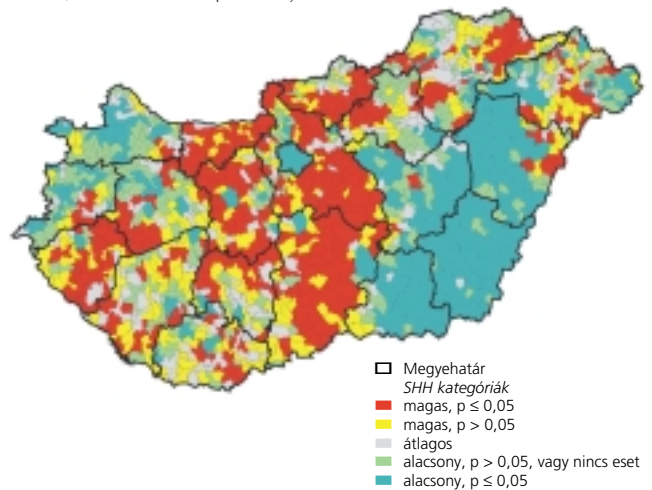 Megyehatár
SHH kategóriák
magas, p ≤ 0,05
magas, p > 0,05
átlagos
alacsony, p > 0,05, vagy nincs eset
alacsony, p ≤ 0,05